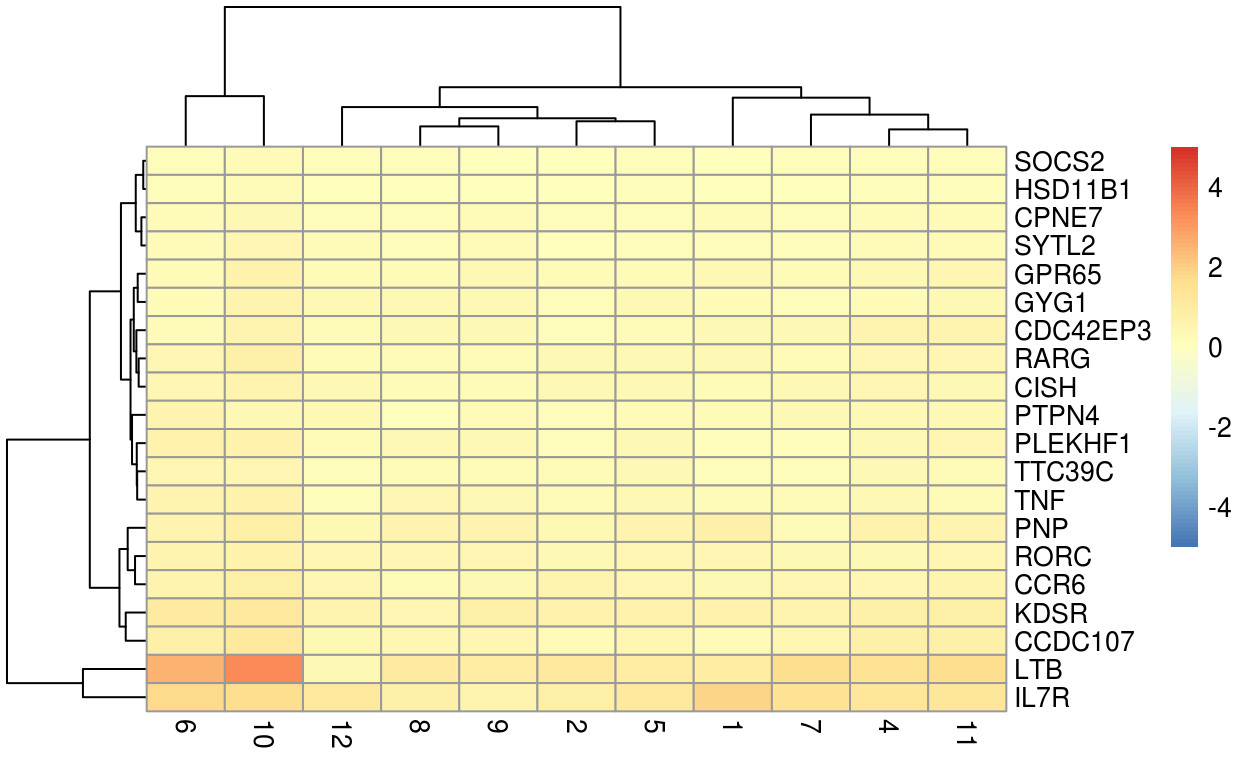 SOCS2
HSD11B1
CPNE7
SYTL2
GPR65
GYG1
CDC42EP3
RARG
CISH
PTPN4
PLEKHF1
TTC39C
TNF
PNP
RORC
CCR6
KDSR
CCDC107
LTB
IL7R
6 10 12 8 9 2 5 1 7 4 11
4
2
0
-2
-4